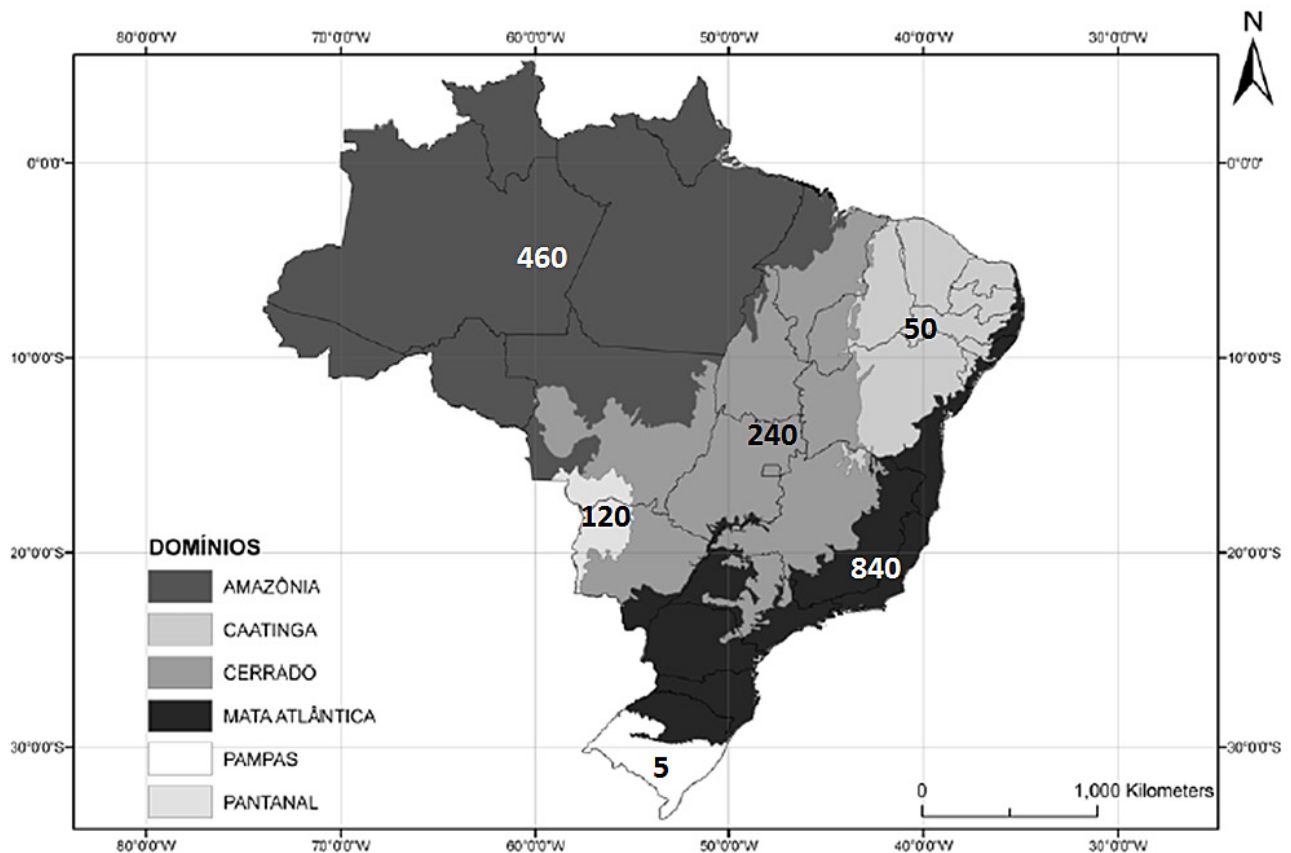 N
80°0'0"W 70°0'0"W 60°0'0"W 50°0'0"W 40°0'0"W 30°0'0"W
0°0'0" 0°0'0"
460
50
10°0'0"S 10°0'0"S
240
120
DOMÍNIOS
20°0'0"S 20°0'0"S
840
AMAZÔNIA
CAATINGA
CERRADO
MATA ATLÂNTICA
30°0'0"S 30°0'0"S
PAMPAS
5
PANTANAL
0 1,000 Kilometers
80°0'0"W 70°0'0"W 60°0'0"W 50°0'0"W 40°0'0"W 30°0'0"W